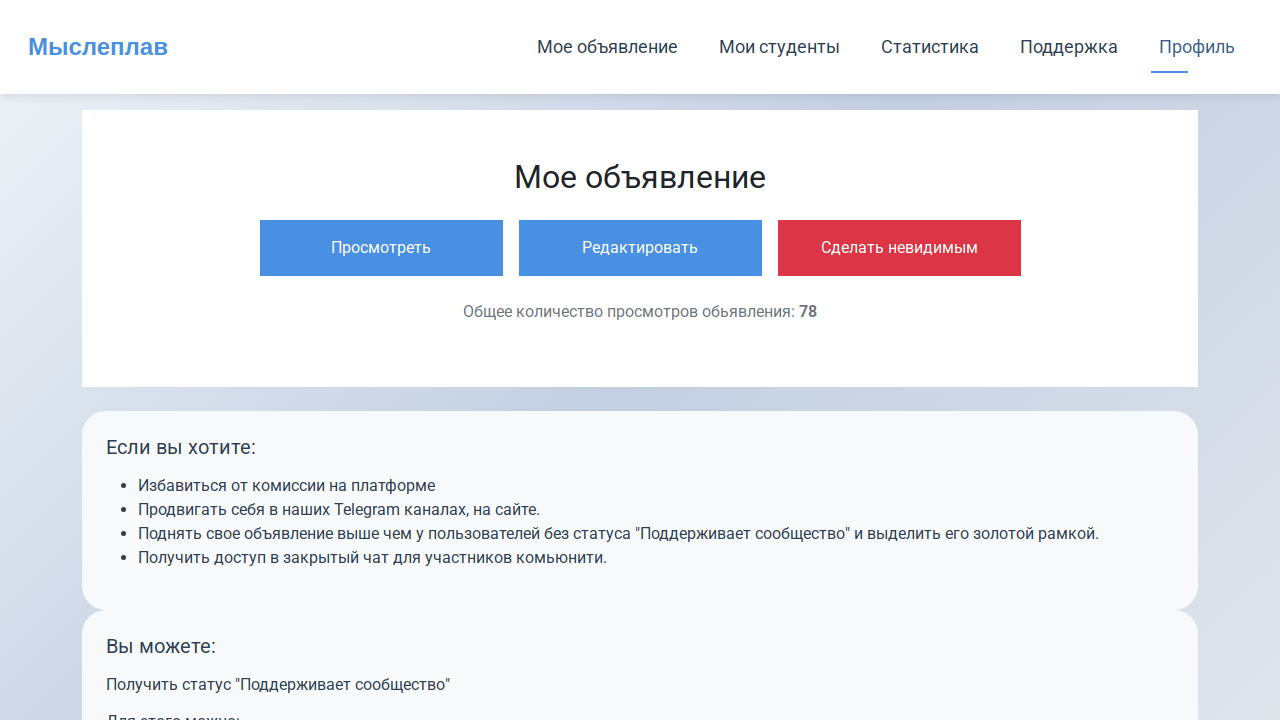 Мыслеплав
Мое объявление
Мои студенты
Статистика
Поддержка
Профиль
Мое объявление
Просмотреть
Редактировать
Сделать невидимым
Общее количество просмотров обьявления: 78
Если вы хотите:
Избавиться от комиссии на платформе
Продвигать себя в наших Telegram каналах, на сайте.
Поднять свое объявление выше чем у пользователей без статуса "Поддерживает сообщество" и выделить его золотой рамкой.
Получить доступ в закрытый чат для участников комьюнити.
Вы можете:
Получить статус "Поддерживает сообщество"
Для этого можно: